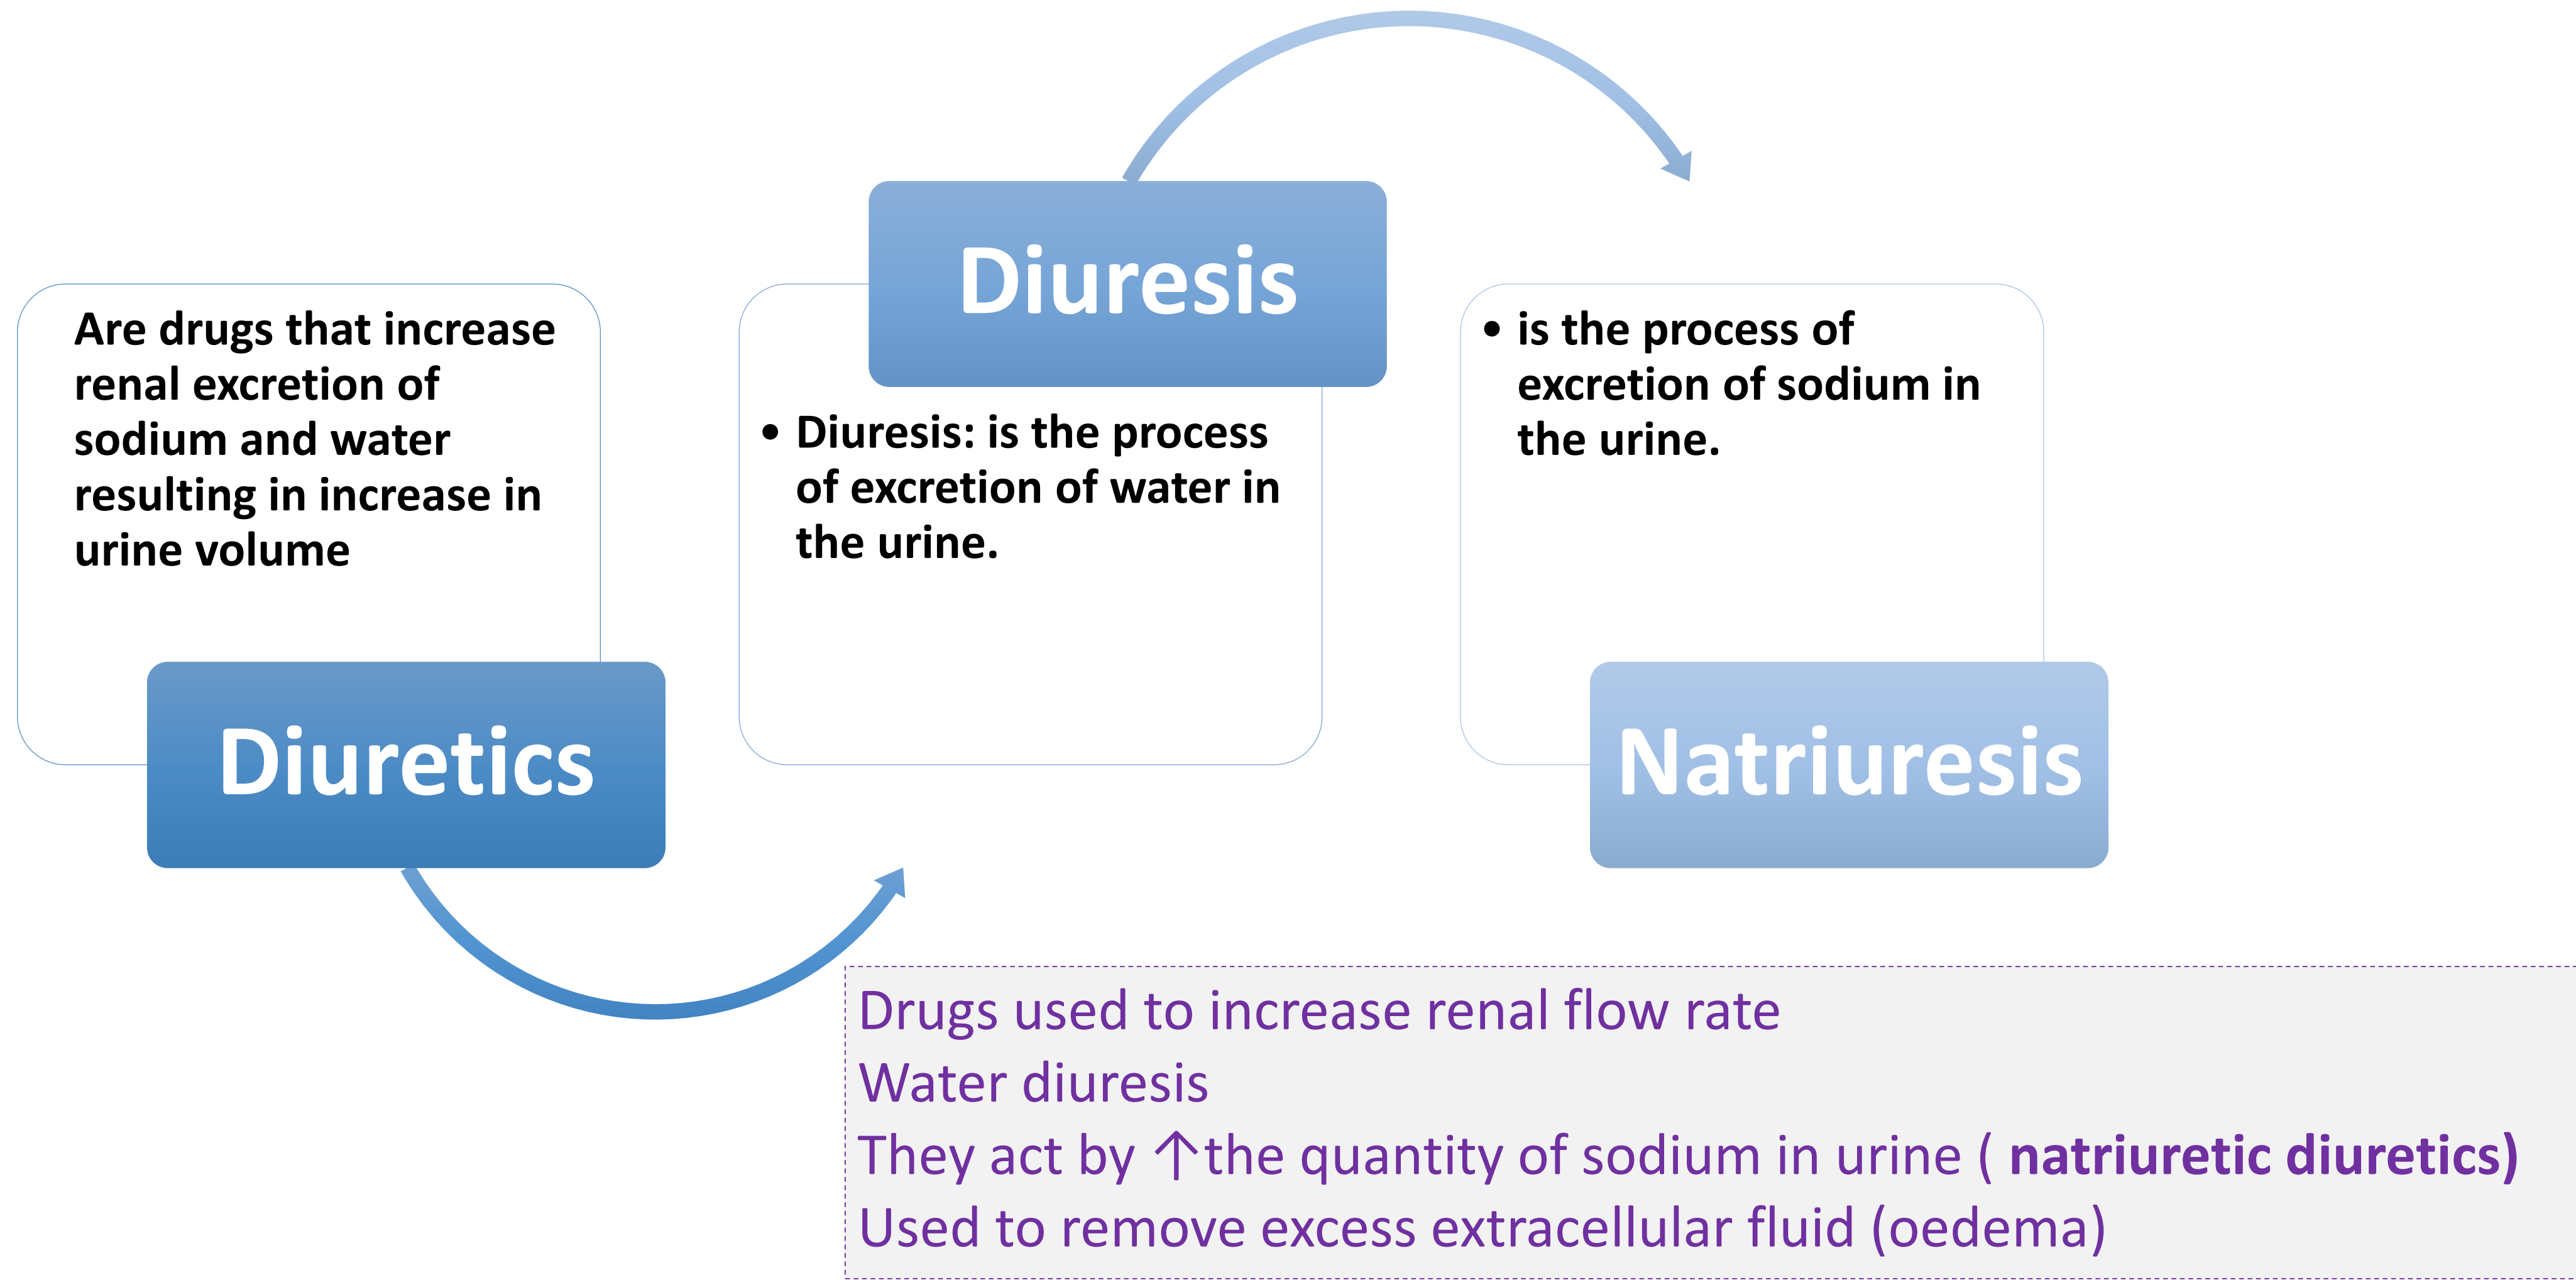 Are drugs that increase
renal excretion of
sodium and water
resulting in increase in
urine volume
Diuretics
Diuresis
• Diuresis: is the process
of excretion of water in
the urine.
• is the process of
excretion of sodium in
the urine.
Natriuresis
Drugs used to increase renal flow rate
Water diuresis
They act by ↑the quantity of sodium in urine ( natriuretic diuretics)
Used to remove excess extracellular fluid (oedema)